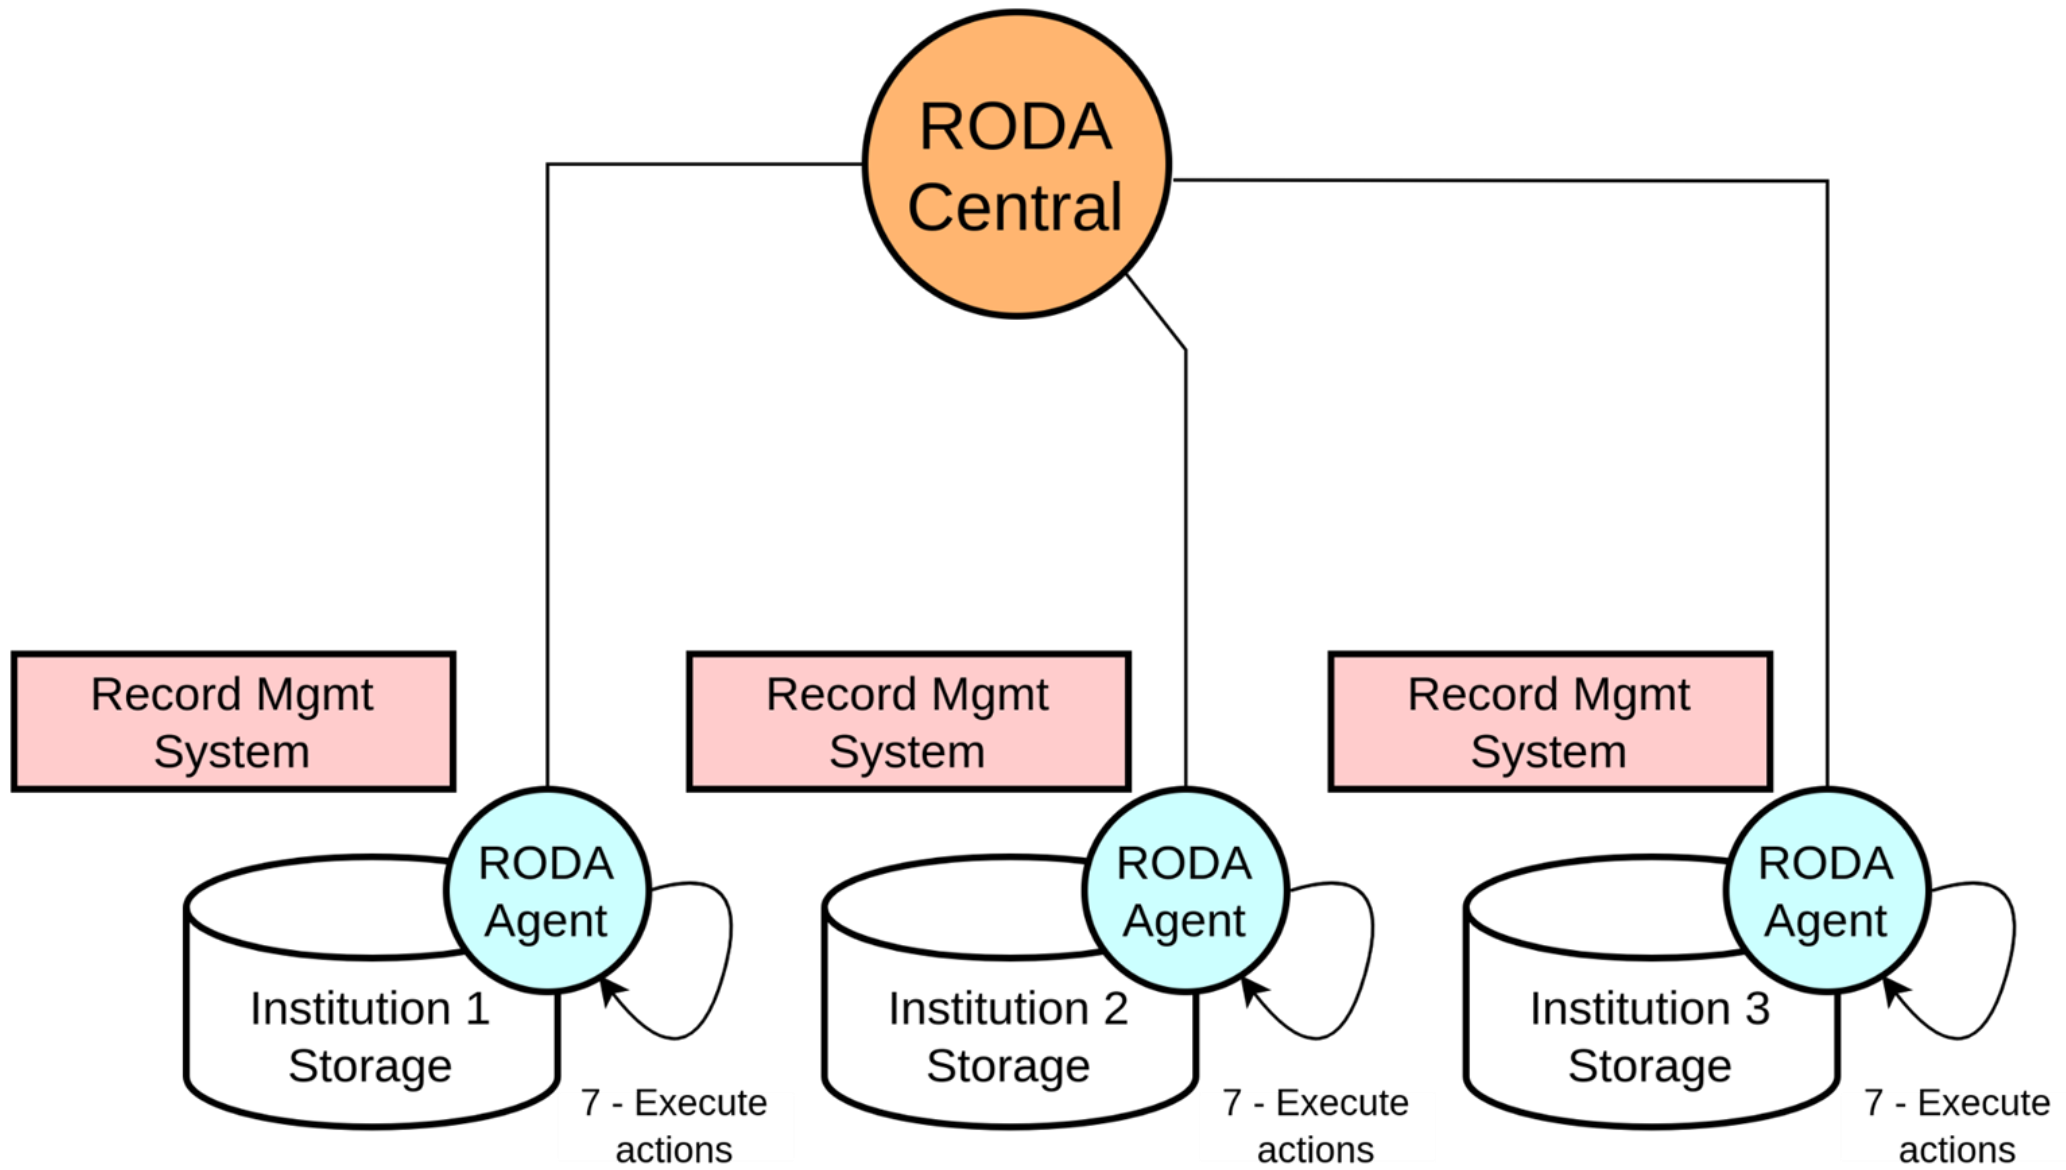 RODA
Central
Record Mgmt
System
Record Mgmt
System
Record Mgmt
System
RODA
Agent
RODA
Agent
RODA
Agent
Institution 1
Storage
Institution 2
Storage
Institution 3
Storage
7 - Execute
actions
7 - Execute
actions
7 - Execute
actions